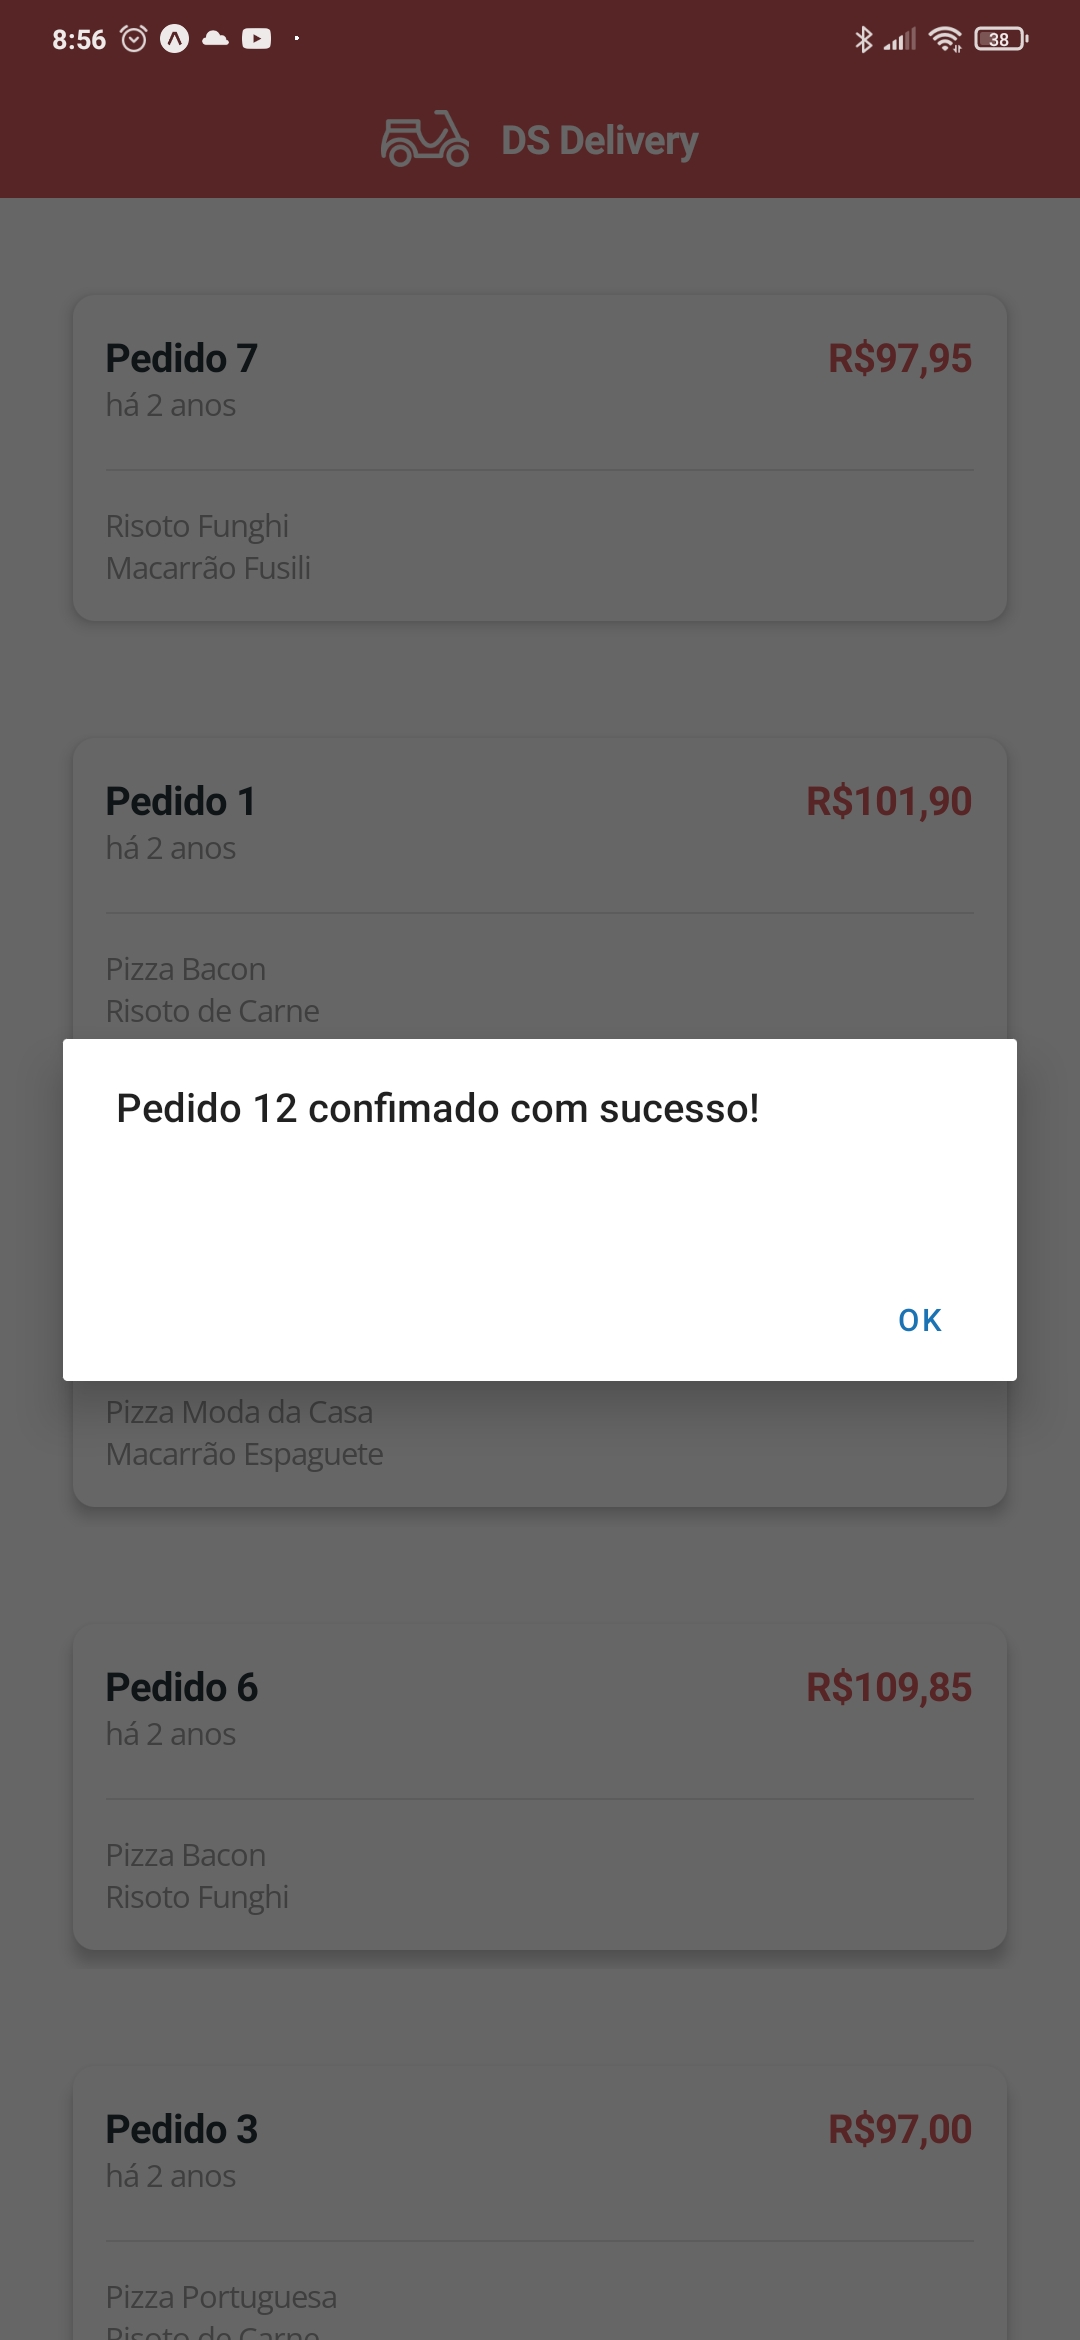 8:56
38
DS Delivery
Pedido 7
R$97,95
há 2 anos
Risoto Funghi
Macarrão Fusili
Pedido 1
R$101,90
há 2 anos
Pizza Bacon
Risoto de Carne
Pedido 12 confimado com sucesso!
OK
Pizza Moda da Casa
Macarrão Espaguete
Pedido 6
R$109,85
há 2 anos
Pizza Bacon
Risoto Funghi
Pedido 3
R$97,00
há 2 anos
Pizza Portuguesa
Risoto de Carne